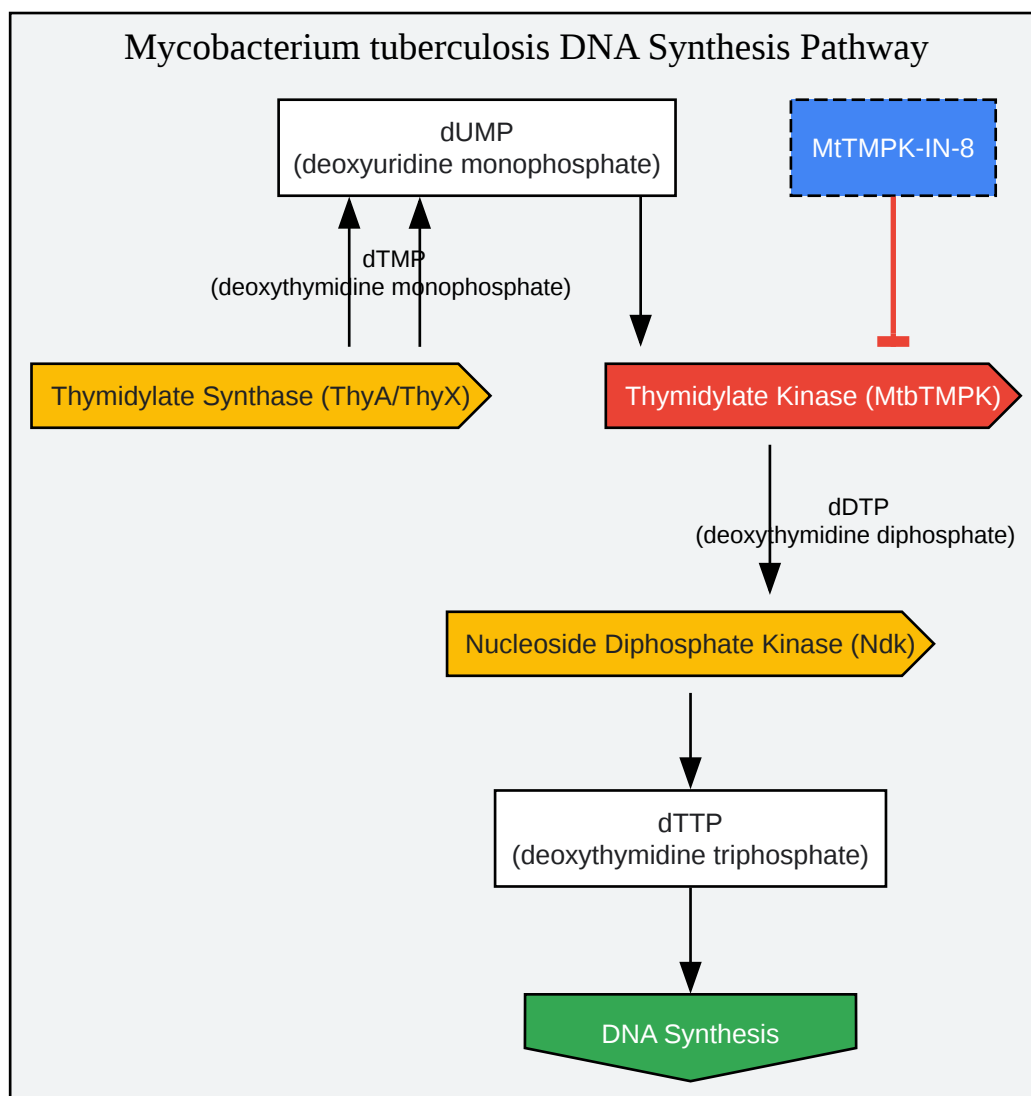 Mycobacterium tuberculosis DNA Synthesis Pathway
dUMP
(deoxyuridine monophosphate)
MtTMPK-IN-8
dTMP
(deoxythymidine monophosphate)
Thymidylate Synthase (ThyA/ThyX)
Thymidylate Kinase (MtbTMPK)
dDTP
(deoxythymidine diphosphate)
Nucleoside Diphosphate Kinase (Ndk)
dTTP
(deoxythymidine triphosphate)
DNA Synthesis